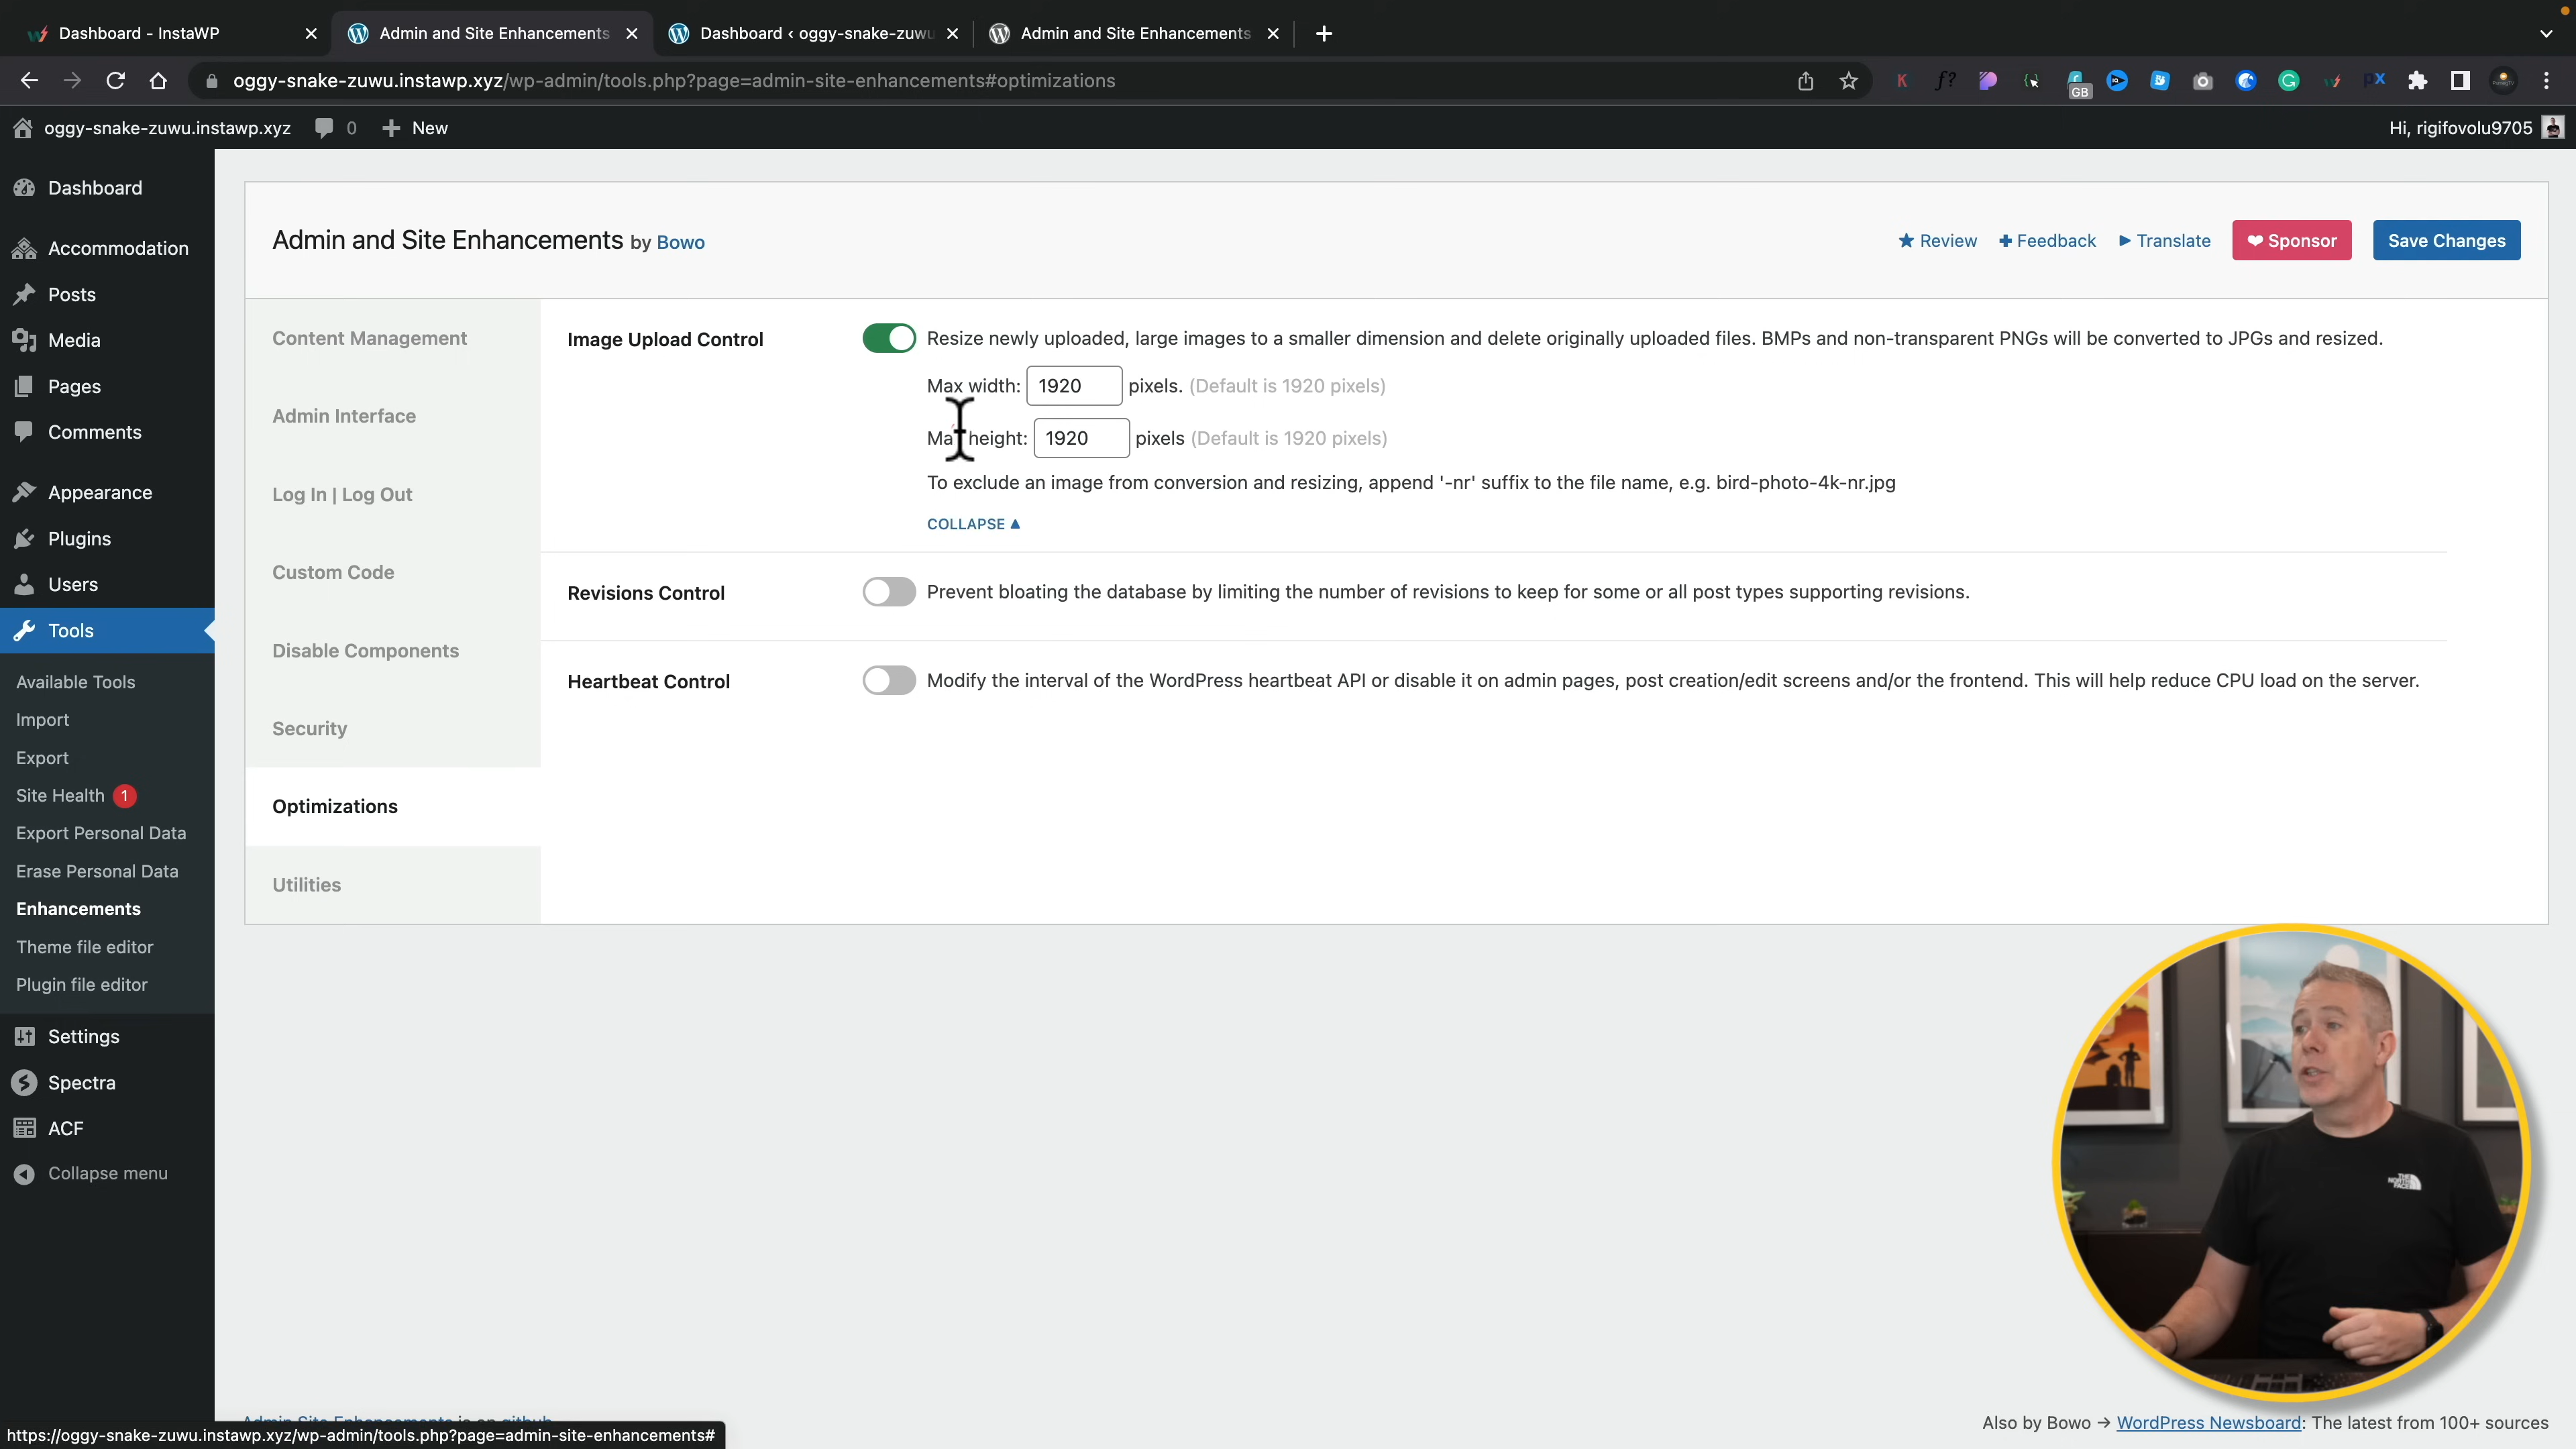 Dashboard - InstaWP
Admin and Site Enhancements
Dashboard ‹ oggy-snake-zuwu
Admin and Site Enhancements
oggy-snake-zuwu.instawp.xyz/wp-admin/tools.php?page=admin-site-enhancements#optimizations
GB
oggy-snake-zuwu.instawp.xyz 0 + New
Hi, rigifovolu9705
Dashboard
Accommodation
Posts
Media
Pages
Comments
Appearance
Plugins
Users
Tools
Available Tools
Import
Export
Site Health 1
Export Personal Data
Erase Personal Data
Enhancements
Theme file editor
Plugin file editor
Settings
Spectra
ACF
Collapse menu
Admin and Site Enhancements by Bowo
Review
Feedback
Translate
Sponsor
Save Changes
Content Management
Admin Interface
Log In | Log Out
Custom Code
Disable Components
Security
Optimizations
Utilities
Image Upload Control
Resize newly uploaded, large images to a smaller dimension and delete originally uploaded files. BMPs and non-transparent PNGs will be converted to JPGs and resized.
Max width: 1920 pixels. (Default is 1920 pixels)
Max height: 1920 pixels (Default is 1920 pixels)
To exclude an image from conversion and resizing, append '-nr' suffix to the file name, e.g. bird-photo-4k-nr.jpg
COLLAPSE ▲
Revisions Control
Prevent bloating the database by limiting the number of revisions to keep for some or all post types supporting revisions.
Heartbeat Control
Modify the interval of the WordPress heartbeat API or disable it on admin pages, post creation/edit screens and/or the frontend. This will help reduce CPU load on the server.
THE NORTH FACE
Admin Site Enhancements is on github
Also by Bowo → WordPress Newsboard: The latest from 100+ sources
https://oggy-snake-zuwu.instawp.xyz/wp-admin/tools.php?page=admin-site-enhancements#